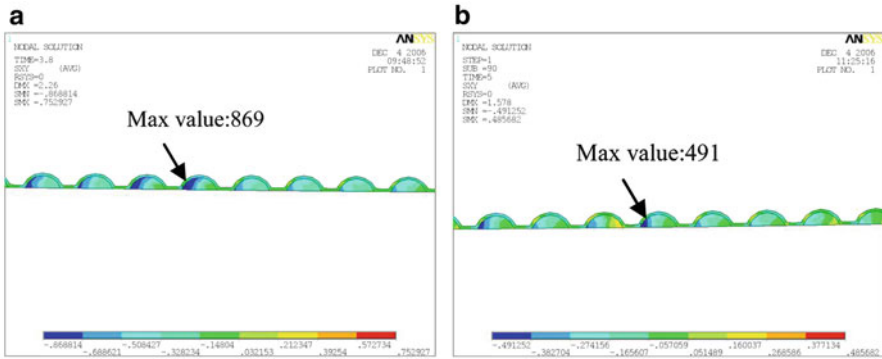 a
1
ANSYS
NODAL SOLUTION
TIME=3.8
SXY (AVG)
RSYS=0
DMX =2.26
SMN =-.868814
SMX =.752927
DEC 4 2006
09:48:52
PLOT NO. 1
Max value:869
-.868814 -.508427 -.14804 .212347 .572734
-.688621 -.328234 .032153 .39254 .752927
b
1
ANSYS
NODAL SOLUTION
STEP=1
SUB =90
TIME=5
SXY (AVG)
RSYS=0
DMX =1.578
SMN =-.491252
SMX =.485682
DEC 4 2006
11:25:16
PLOT NO. 1
Max value:491
-.491252 -.274156 -.057059 .160037 .377134
-.382704 -.165607 .051489 .268586 .485682